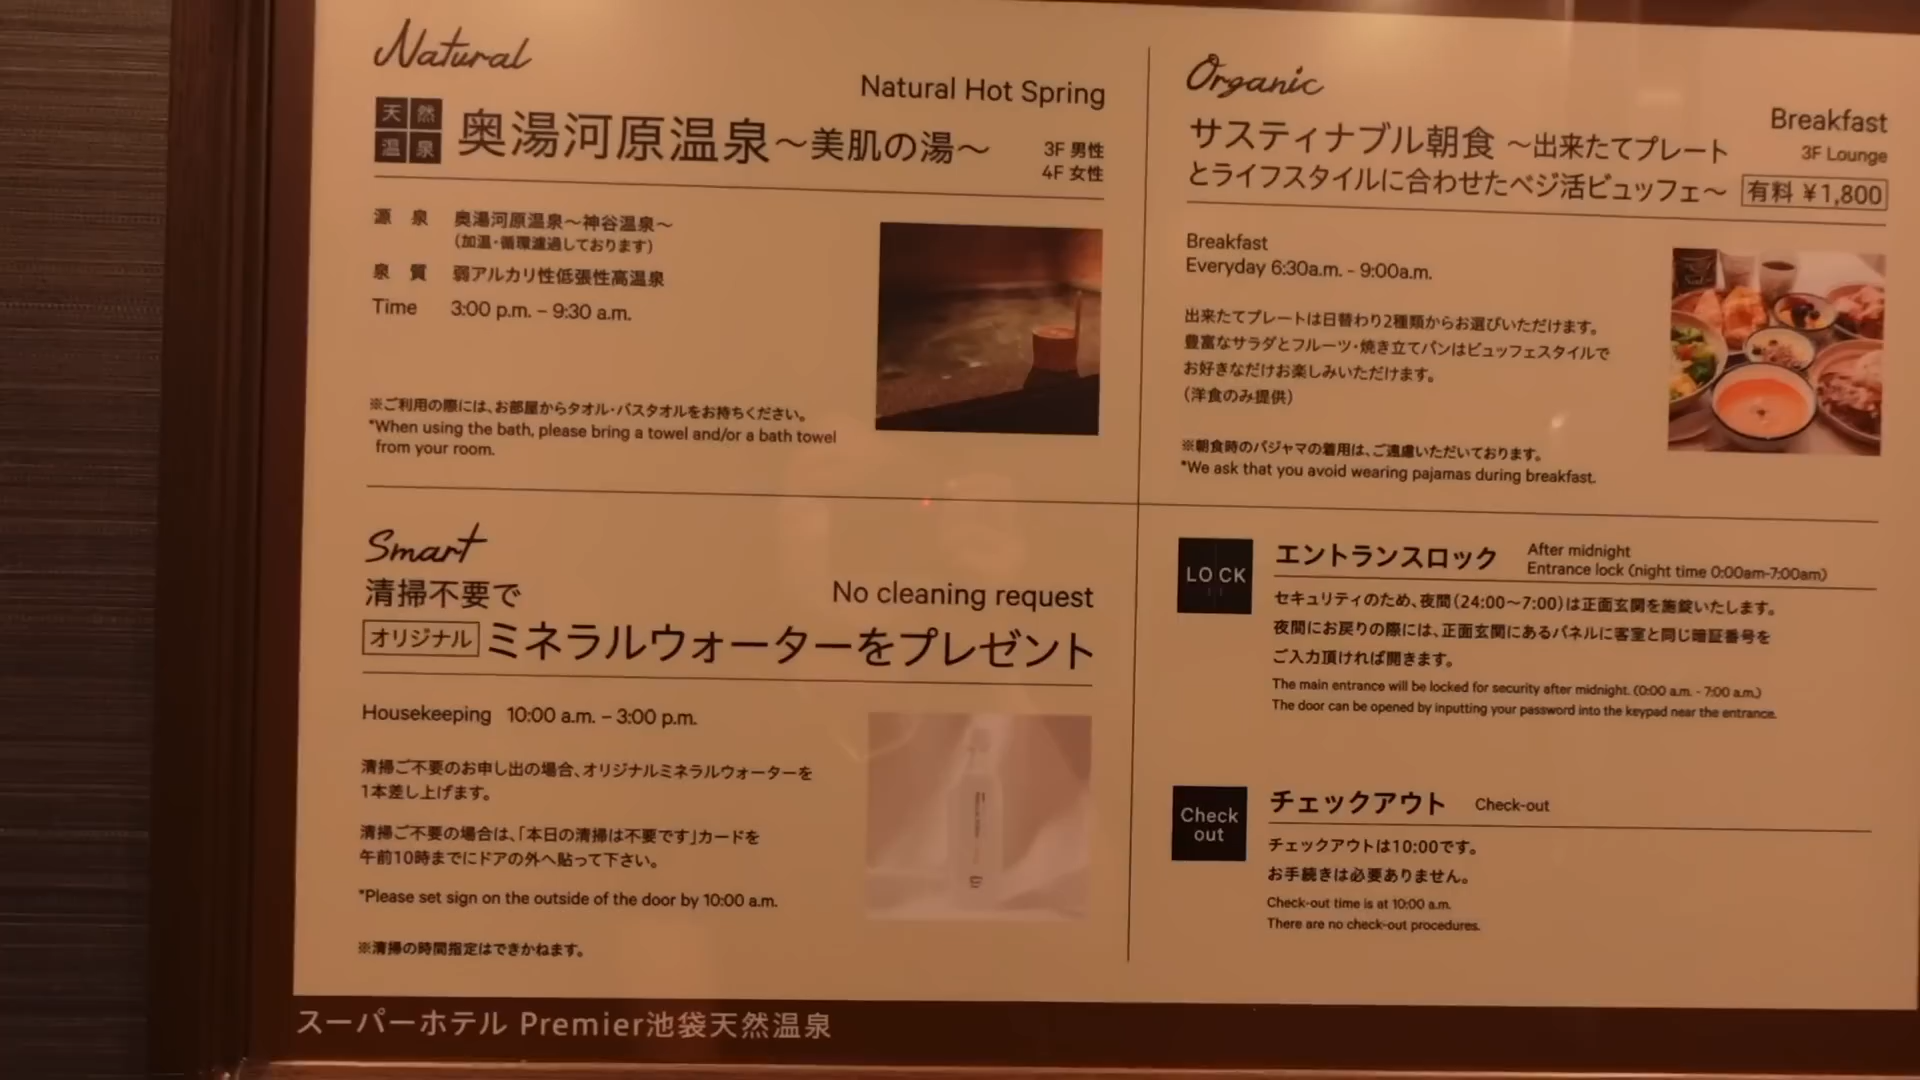 Natural
Natural Hot Spring
天然温泉
奥湯河原温泉～美肌の湯～
3F 男性
4F 女性
源 泉 奥湯河原温泉～神谷温泉～
（加温・循環濾過しております）
泉 質 弱アルカリ性低張性高温泉
Time 3:00 p.m. – 9:30 a.m.
※ご利用の際には、お部屋からタオル・バスタオルをお持ちください。
*When using the bath, please bring a towel and/or a bath towel
from your room.
Organic
Breakfast
3F Lounge
サスティナブル朝食 ～出来たてプレート
とライフスタイルに合わせたベジ活ビュッフェ～ 有料 ¥1,800
Breakfast
Everyday 6:30a.m. - 9:00a.m.
出来たてプレートは日替わり2種類からお選びいただけます。
豊富なサラダとフルーツ・焼き立てパンはビュッフェスタイルで
お好きなだけお楽しみいただけます。
（洋食のみ提供）
※朝食時のパジャマの着用は、ご遠慮いただいております。
*We ask that you avoid wearing pajamas during breakfast.
Smart
清掃不要で
No cleaning request
オリジナル ミネラルウォーターをプレゼント
Housekeeping 10:00 a.m. – 3:00 p.m.
清掃ご不要のお申し出の場合、オリジナルミネラルウォーターを
1本差し上げます。
清掃ご不要の場合は、「本日の清掃は不要です」カードを
午前10時までにドアの外へ貼って下さい。
*Please set sign on the outside of the door by 10:00 a.m.
※清掃の時間指定はできかねます。
LOCK
エントランスロック
After midnight
Entrance lock (night time 0:00am-7:00am)
セキュリティのため、夜間（24:00～7:00）は正面玄関を施錠いたします。
夜間にお戻りの際には、正面玄関にあるパネルに客室と同じ暗証番号を
ご入力頂ければ開きます。
The main entrance will be locked for security after midnight. (0:00 a.m. - 7:00 a.m.)
The door can be opened by inputting your password into the keypad near the entrance.
Check
out
チェックアウト Check-out
チェックアウトは10:00です。
お手続きは必要ありません。
Check-out time is at 10:00 a.m.
There are no check-out procedures.
スーパーホテル Premier池袋天然温泉